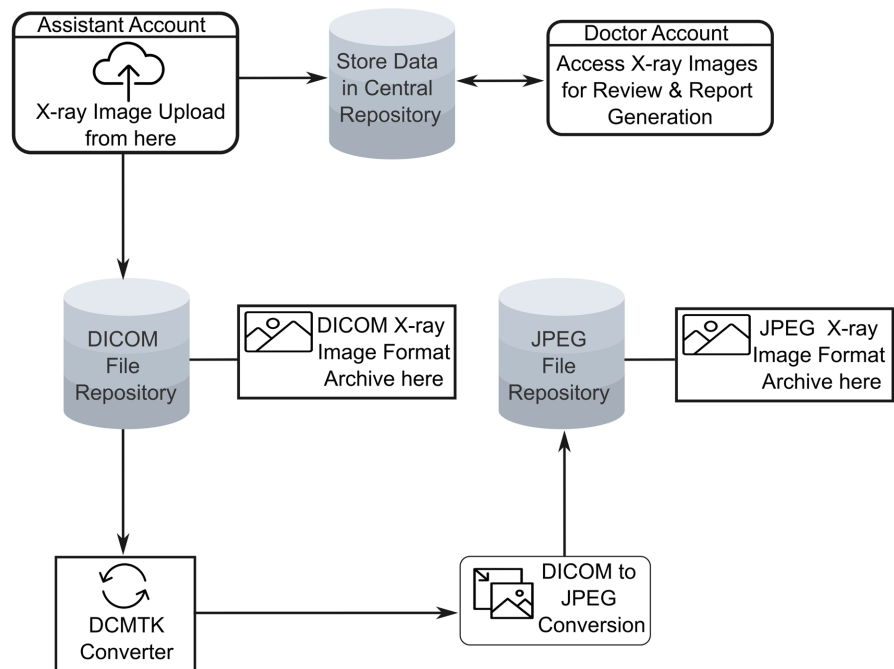 Assistant Account
X-ray Image Upload
from here
Store Data
in Central
Repository
Doctor Account
Access X-ray Images
for Review & Report
Generation
DICOM
File
Repository
DICOM X-ray
Image Format
Archive here
JPEG
File
Repository
JPEG X-ray
Image Format
Archive here
DCMTK
Converter
DICOM to
JPEG
Conversion